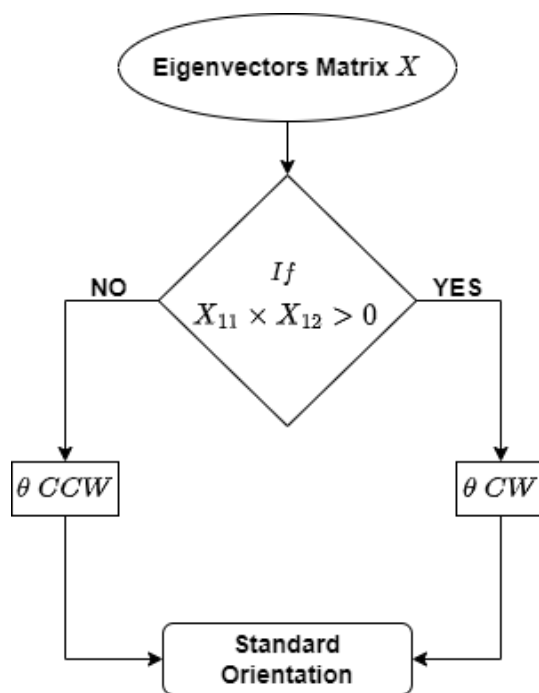 Eigenvectors Matrix X
If
X₁₁ × X₁₂ > 0
NO
YES
θ CCW
θ CW
Standard
Orientation